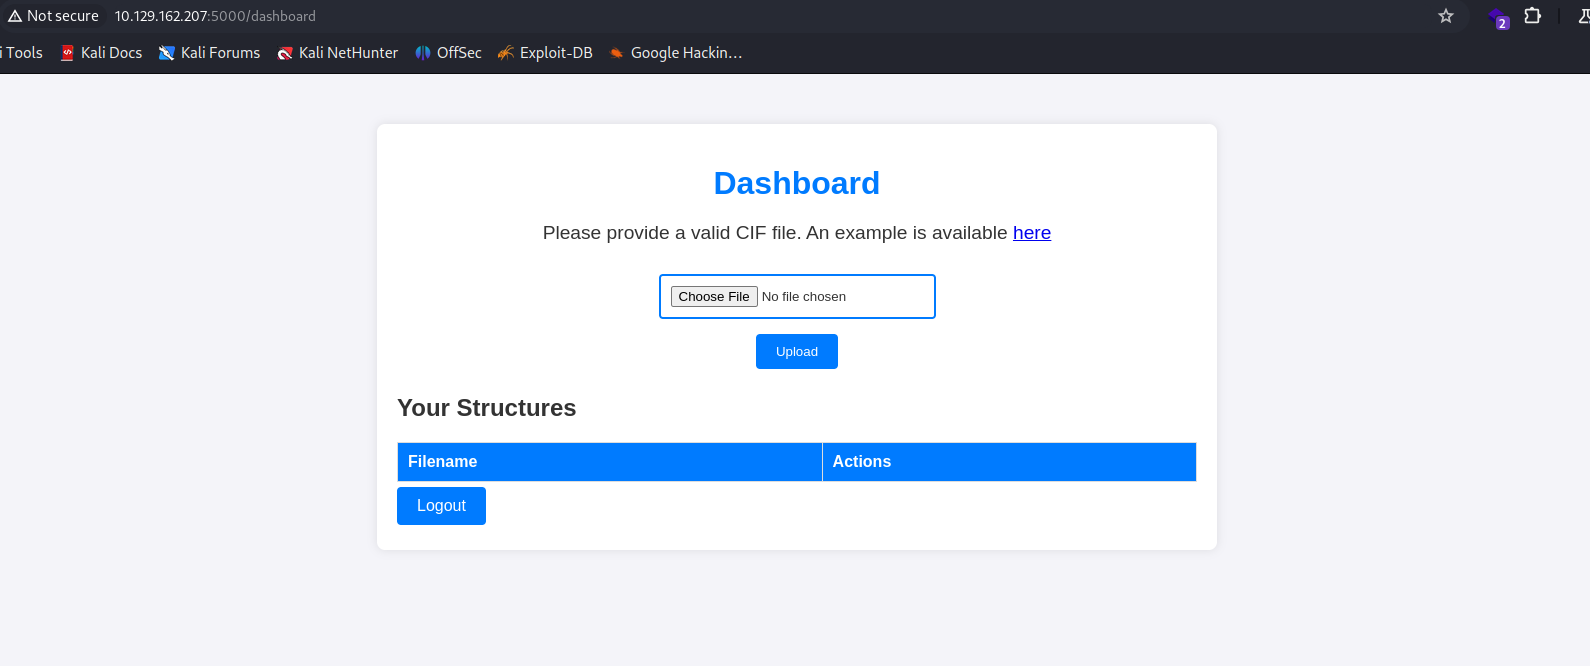 Not secure 10.129.162.207:5000/dashboard
2
i Tools Kali Docs Kali Forums Kali NetHunter OffSec Exploit-DB Google Hackin…
Dashboard
Please provide a valid CIF file. An example is available here
Choose File No file chosen
Upload
Your Structures
Filename Actions
Logout